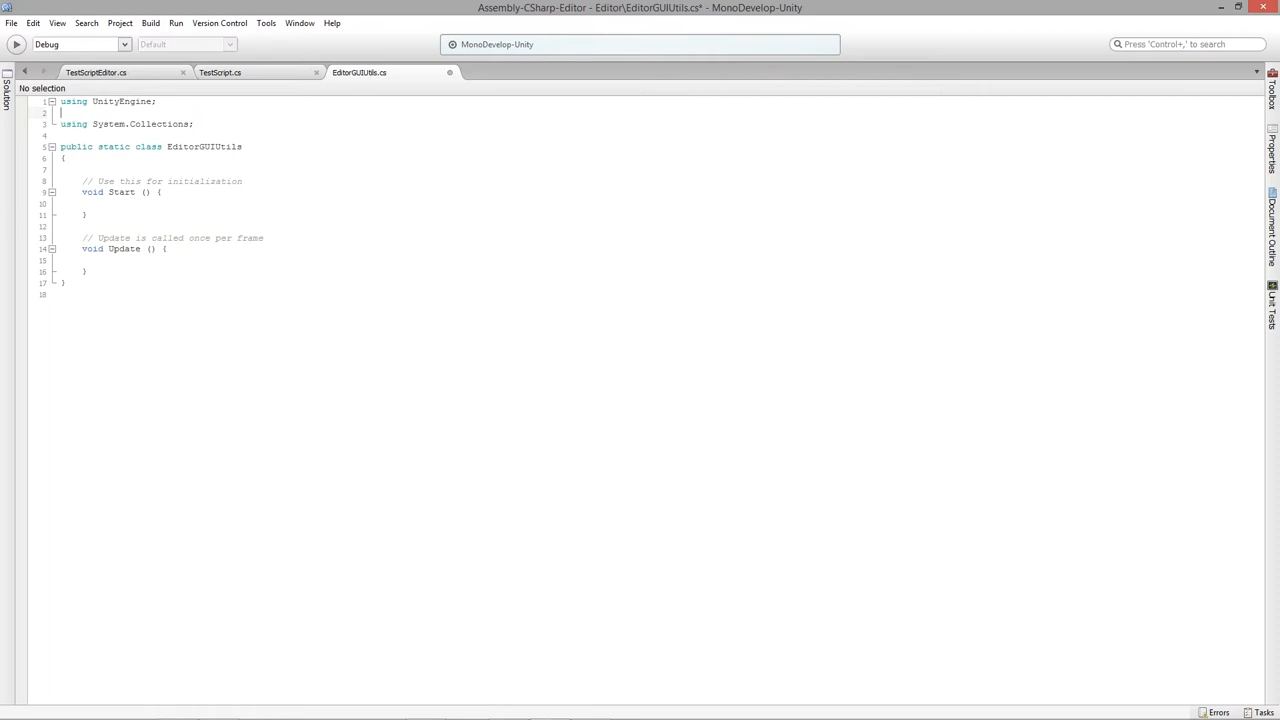 Assembly-CSharp-Editor - Editor\EditorGUIUtils.cs* - MonoDevelop-Unity
File Edit View Search Project Build Run Version Control Tools Window Help
Debug Default MonoDevelop-Unity Press 'Control+,' to search
TestScriptEditor.cs TestScript.cs EditorGUIUtils.cs
No selection
Solution
Toolbox
Properties
Document Outline
Unit Tests
1 using UnityEngine;
2
3 using System.Collections;
4
5 public static class EditorGUIUtils
6 {
7
8 // Use this for initialization
9 void Start () {
10
11 }
12
13 // Update is called once per frame
14 void Update () {
15
16 }
17 }
18
Errors Tasks